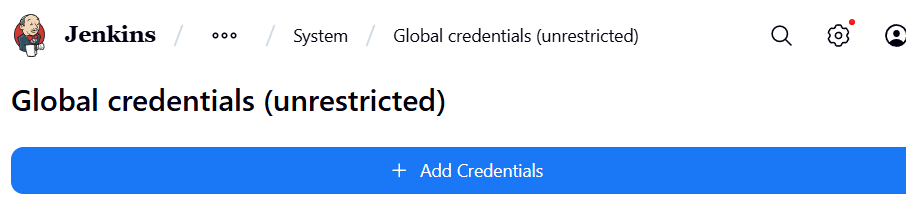 Jenkins / ••• / System / Global credentials (unrestricted)
Global credentials (unrestricted)
+ Add Credentials